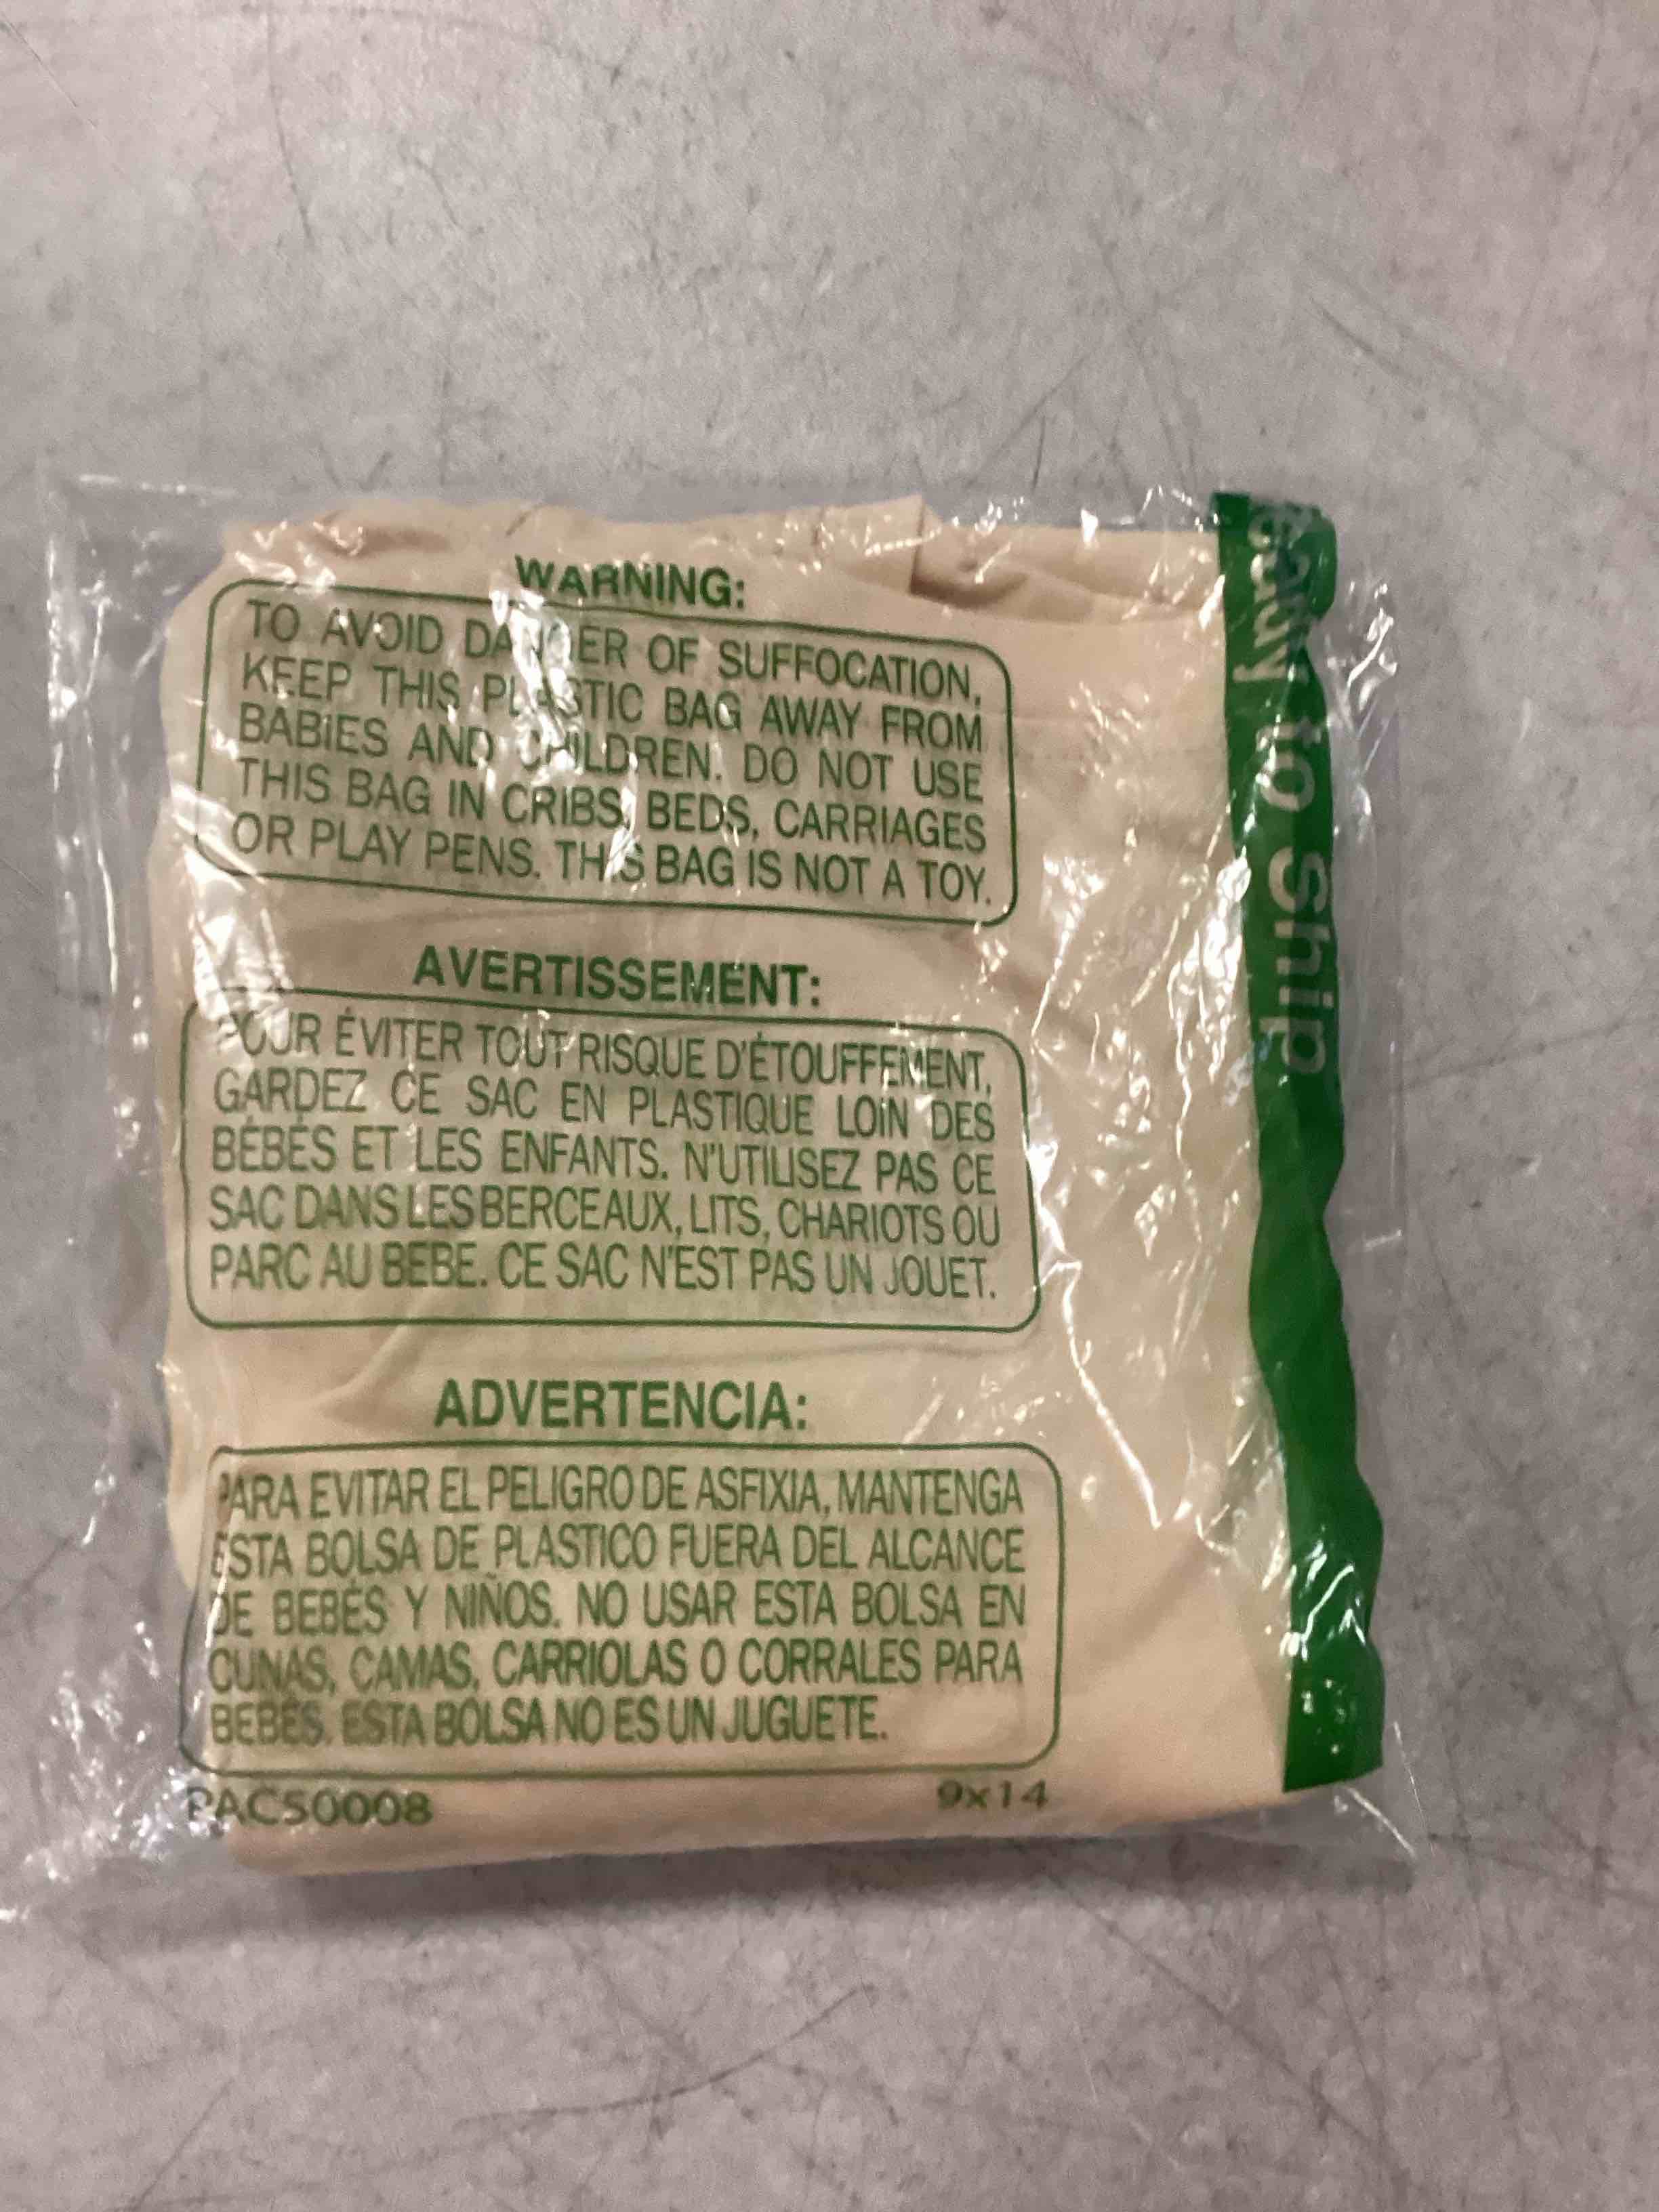 WARNING:
TO AVOID DANGER OF SUFFOCATION,
KEEP THIS PLASTIC BAG AWAY FROM
BABIES AND CHILDREN. DO NOT USE
THIS BAG IN CRIBS, BEDS, CARRIAGES
OR PLAY PENS. THIS BAG IS NOT A TOY.
AVERTISSEMENT:
POUR ÉVITER TOUT RISQUE D'ÉTOUFFEMENT,
GARDEZ CE SAC EN PLASTIQUE LOIN DES
BÉBÉS ET LES ENFANTS. N'UTILISEZ PAS CE
SAC DANS LES BERCEAUX, LITS, CHARIOTS OU
PARC AU BEBE. CE SAC N'EST PAS UN JOUET.
ADVERTENCIA:
PARA EVITAR EL PELIGRO DE ASFIXIA, MANTENGA
ESTA BOLSA DE PLASTICO FUERA DEL ALCANCE
DE BEBÉS Y NIÑOS. NO USAR ESTA BOLSA EN
CUNAS, CAMAS, CARRIOLAS O CORRALES PARA
BEBÉS. ESTA BOLSA NO ES UN JUGUETE.
PAC50008
9x14
to Ship